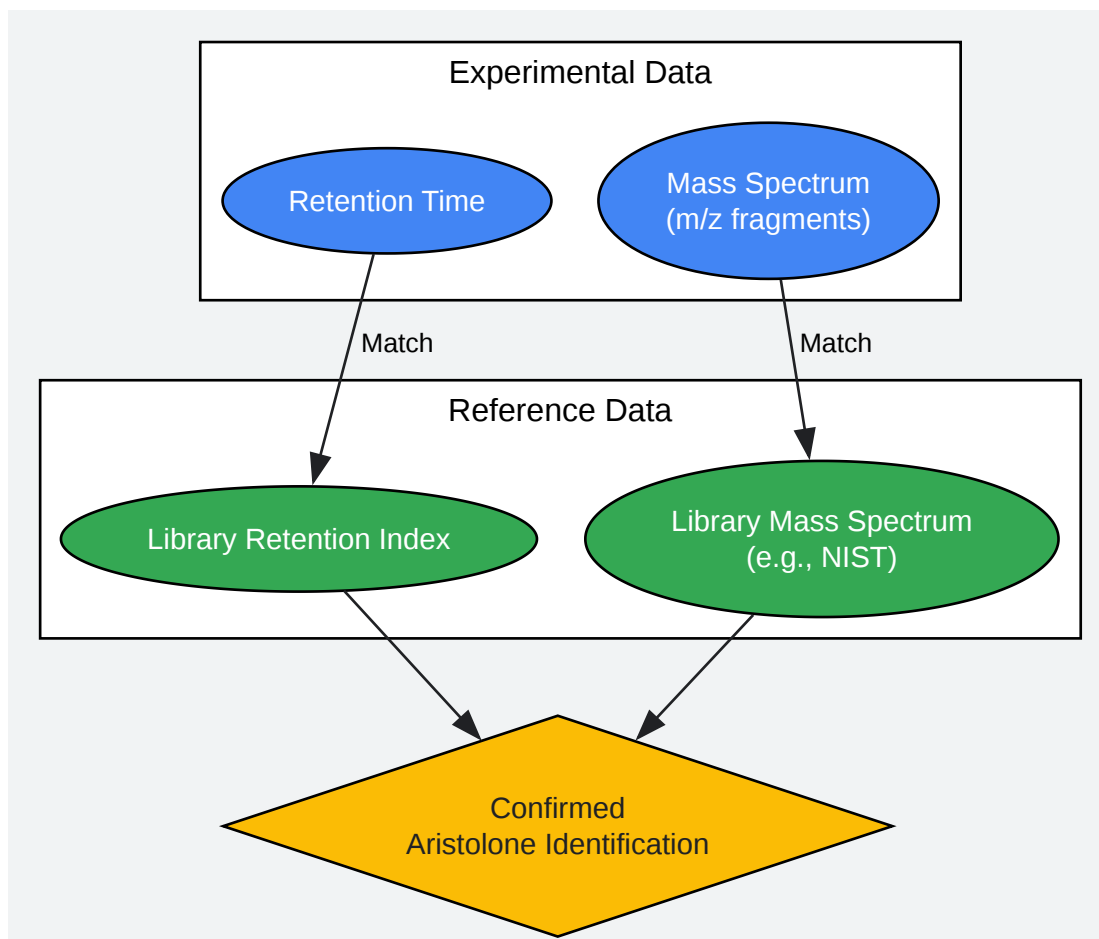 Experimental Data
Retention Time
Mass Spectrum
(m/z fragments)
Match
Match
Reference Data
Library Retention Index
Library Mass Spectrum
(e.g., NIST)
Confirmed
Aristolone Identification